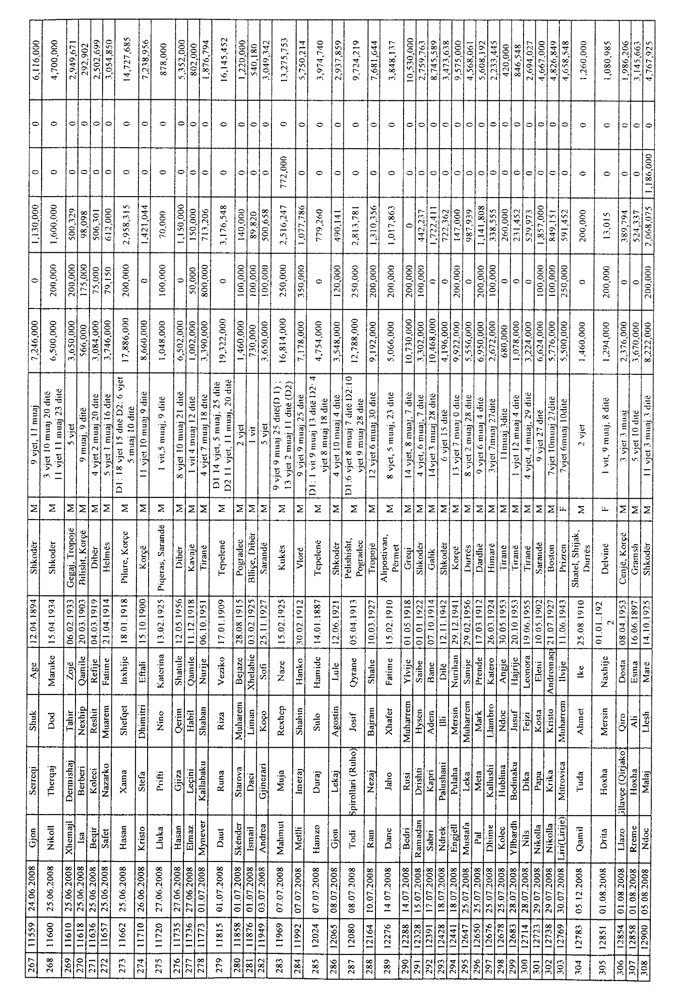 267 11559 24.06.2008 Gjon Serreqi Shuk Age 12.04.1894 Shkodër M 9 vjet, 11 muaj 7,246,000 0 1,130,000 0 0 6,116,000
268 11600 25.06.2008 Nikoll Therqaj Dod Maruke 15.04.1934 Shkodër M 3 vjet 10 muaj 20 ditë 11 vjet 11 muaj 23 ditë 6,500,000 200,000 1,600,000 0 0 4,700,000
269 11610 25.06.2008 Xhemajl Dermishaj Tahir Zojë 06.02.1933 Gegaj, Tropojë M 5 vjet 3,650,000 200,000 500,329 0 0 2,949,671
270 11618 25.06.2008 Isa Berberi Nexhip Qamile 20.03.1903 Bilisht, Korçë M 9 muaj, 9 ditë 566,000 175,000 98,098 0 0 292,902
271 11636 25.06.2008 Beqir Koleci Reshit Refije 04.03.1919 Dibër M 4 vjet 2 muaj 20 ditë 3,084,000 75,000 506,301 0 0 2,502,699
272 11657 25.06.2008 Safet Nazarko Muarem Fatime 21.04.1914 Helmës M 5 vjet 1 muaj 16 ditë 3,746,000 79,150 612,000 0 0 3,054,850
273 11662 25.06.2008 Hasan Xama Shefqet Inxhije 18.01.1918 Pilure, Korçe M D1: 18 vjet 15 ditë D2: 6 vjet 5 muaj 10 ditë 17,886,000 200,000 2,958,315 0 0 14,727,685
274 11710 26.06.2008 Kristo Stefa Dhimitri Eftali 15.10.1900 Korçë M 11 vjet 10 muaj 9 ditë 8,660,000 0 1,421,044 0 0 7,238,956
275 11720 27.06.2008 Lluka Prifti Nino Katerina 13.02.1925 Piqeras, Sarandë M 1 vit,5 muaj, 9 ditë 1,048,000 100,000 70,000 0 0 878,000
276 11735 27.06.2008 Hasan Gjiza Qerim Shatule 12.05.1956 Dibër M 8 vjet 10 muaj 21 ditë 6,502,000 0 1,150,000 0 0 5,352,000
277 11736 27.06.2008 Elmaz Leçini Habil Qamile 11.12.1918 Kavajë M 1 vit 4 muaj 12 ditë 1,002,000 50,000 150,000 0 0 802,000
278 11773 01.07.2008 Mynever Kallabaku Shaban Nurije 06.10.1951 Tiranë M 4 vjet 7 muaj 18 ditë 3,390,000 800,000 713,206 0 0 1,876,794
279 11815 01.07.2008 Daut Runa Riza Veziko 17.01.1909 Tepelenë M D1 14 vjet, 5 muaj, 25 ditë D2 11 vjet, 11 muaj, 20 ditë 19,322,000 0 3,176,548 0 0 16,145,452
280 11858 01.07.2008 Skënder Starova Muharem Bejaze 28.08.1915 Pogradec M 2 vjet 1,460,000 100,000 140,000 0 0 1,220,000
281 11876 01.07.2008 Ismail Daci Liman Xhelabie 03.02.1925 Bliliçe, Dibër M 1 vit 730,000 100,000 89,820 0 0 540,180
282 11949 03.07.2008 Andrea Gjinerari Koço Sofi 25.11.1927 Sarandë M 5 vjet 3,650,000 100,000 500,658 0 0 3,049,342
283 11969 07.07.2008 Mahmut Muja Rexhep Naze 15.02.1925 Kukës M 9 vjet 9 muaj 25 ditë(D 1) ; 13 vjet 2 muaj 11 ditë (D2) 16,814,000 250,000 2,516,247 772,000 0 13,275,753
284 11992 07.07.2008 Metlli Imeraj Shahin Hanko 30.02.1912 Vlorë M 9 vjet 9 muaj 25 ditë 7,178,000 350,000 1,077,786 0 0 5,750,214
285 12024 07.07.2008 Hamzo Duraj Sulo Hamide 14.01.1887 Tepelenë M D1: 1 vit 9 muaj 13 ditë D2: 4 vjet 8 muaj 18 ditë 4,754,000 0 779,260 0 0 3,974,740
286 12065 08.07.2008 Gjon Lekaj Agostin Lule 12.06.1921 Shkodër M 4 vjet 10 muaj 4 ditë 3,548,000 120,000 490,141 0 0 2,937,859
287 12080 08.07.2008 Todi Spirollari (Ruho) Josif Qyrane 05.04.1913 Pelishisht, Pogradec M D1:6 vjet 8 muaj 7 ditë D2:10 vjet 9 muaj 28 ditë 12,788,000 250,000 2,813,781 0 0 9,724,219
288 12164 10.07.2008 Ram Nezaj Bajram Shahe 10.03.1927 Tropojë M 12 vjet 6 muaj 30 ditë 9,192,000 200,000 1,310,356 0 0 7,681,644
289 12276 14.07.2008 Dane Jaho Xhafer Fatime 15.02.1910 Alipostivan, Përmet M 8 vjet, 5 muaj, 23 ditë 5,066,000 200,000 1,017,863 0 0 3,848,137
290 12288 14.07.2008 Bedri Rusi Muharrem Ylvije 01.05.1918 Greqi M 14 vjet, 8 muaj, 7 ditë 10,730,000 200,000 0 0 0 10,530,000
291 12328 15.07.2008 Ramadan Drishti Hysen Saibe 01.01.1922 Shkodër M 4 vjet, 6 muaj, 7 ditë 3,302,000 100,000 442,237 0 0 2,759,763
292 12391 17.07.2008 Sabri Kapri Adem Bane 07.10.1914 Galik M 14vjet 3 muaj 28 ditë 10,468,000 0 1,722,411 0 0 8,745,589
293 12428 18.07.2008 Ndrek Palushani Illi Dile 12.11.1942 Shkodër M 6 vjet 15 ditë 4,196,000 0 722,362 0 0 3,473,638
294 12441 18.07.2008 Engjëll Pulaha Mersin Nurihan 29.12.1941 Korçë M 13 vjet 7 muaj 0 ditë 9,922,000 200,000 147,000 0 0 9,575,000
295 12647 25.07.2008 Mustafa Leka Muharrem Sanije 29.02.1956 Durrës M 8 vjet 2 muaj 28 ditë 5,556,000 0 987,939 0 0 4,568,061
296 12650 25.07.2008 Pal Meta Mark Prende 17.03.1912 Dardhë M 9 vjet 6 muaj 4 ditë 6,950,000 200,000 1,141,808 0 0 5,608,192
297 12676 25.07.2008 Dhime Kallushi Llambro Katero 26.03.1924 Himarë M 3vjet 7muaj 27ditë 2,672,000 100,000 338,555 0 0 2,233,445
298 12678 25.07.2008 Kolec Hublina Ndoc Angje 30.05.1953 Tiranë M 11muaj 3ditë 680,000 0 260,000 0 0 420,000
299 12683 28.07.2008 Yllbardh Bodinaku Jusuf Hajrije 20.10.1953 Tiranë M 1 vjet 12 muaj 4 ditë 1,078,000 0 231,452 0 0 846,548
300 12714 28.07.2008 Nils Dika Fejzi Leonora 19.06.1955 Tiranë M 4 vjet, 4 muaj, 29 ditë 3,224,000 0 529,973 0 0 2,694,027
301 12723 29.07.2008 Nikolla Papa Kosta Eleni 10.05.1902 Sarandë M 9 vjet 27 ditë 6,624,000 100,000 1,857,000 0 0 4,667,000
302 12738 29.07.2008 Nikolla Krika Kristo Andromaqi 21.07.1927 Boston M 7vjet 10muaj 27ditë 5,776,000 100,000 849,151 0 0 4,826,849
303 12769 30.07.2008 Liri(Lirije) Mitrovica Muharrem Ilvije 11.06.1943 Prizren F 7vjet 6muaj 10ditë 5,500,000 250,000 591,452 0 0 4,658,548
304 12783 05.12.2008 Qamil Tuda Ahmet Ike 25.08.1910 Shatel, Shijak, Durrës M 2 vjet 1,460,000 0 200,000 0 0 1,260,000
305 12851 01.08.2008 Drita Hoxha Mersin Naxhije 01.01..1922 Delvinë F 1 vit, 9 muaj, 8 ditë 1,294,000 200,000 13,015 0 0 1,080,985
306 12854 01.08.2008 Llazo (Qirjako) Qiro Dosta 08.04.1953 Cenjë, Korçë M 3 vjet 3 muaj 2,376,000 0 389,794 0 0 1,986,206
307 12858 01.08.2008 Rreme Hoxha Ali Esma 16.06.1897 Gramsh M 5 vjet 10 ditë 3,670,000 0 524,337 0 0 3,145,663
308 12900 05.08.2008 Ndoc Malaj Llesh Marë 14.10.1925 Shkodër M 11 vjet 3 muaj 3 ditë 8,222,000 200,000 2,068,075 1,186,000 0 4,767,925